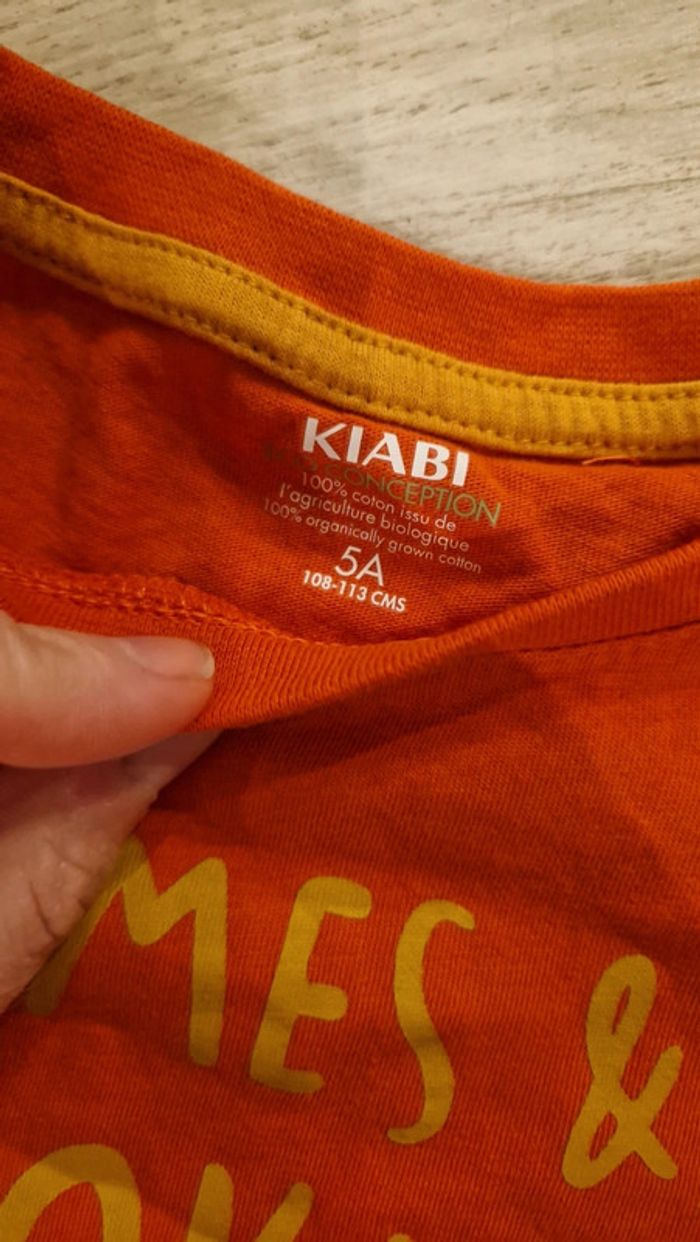 KIABI
ECO CONCEPTION
100% coton issu de
l'agriculture biologique
100% organically grown cotton
5A
108-113 CMS
MES &